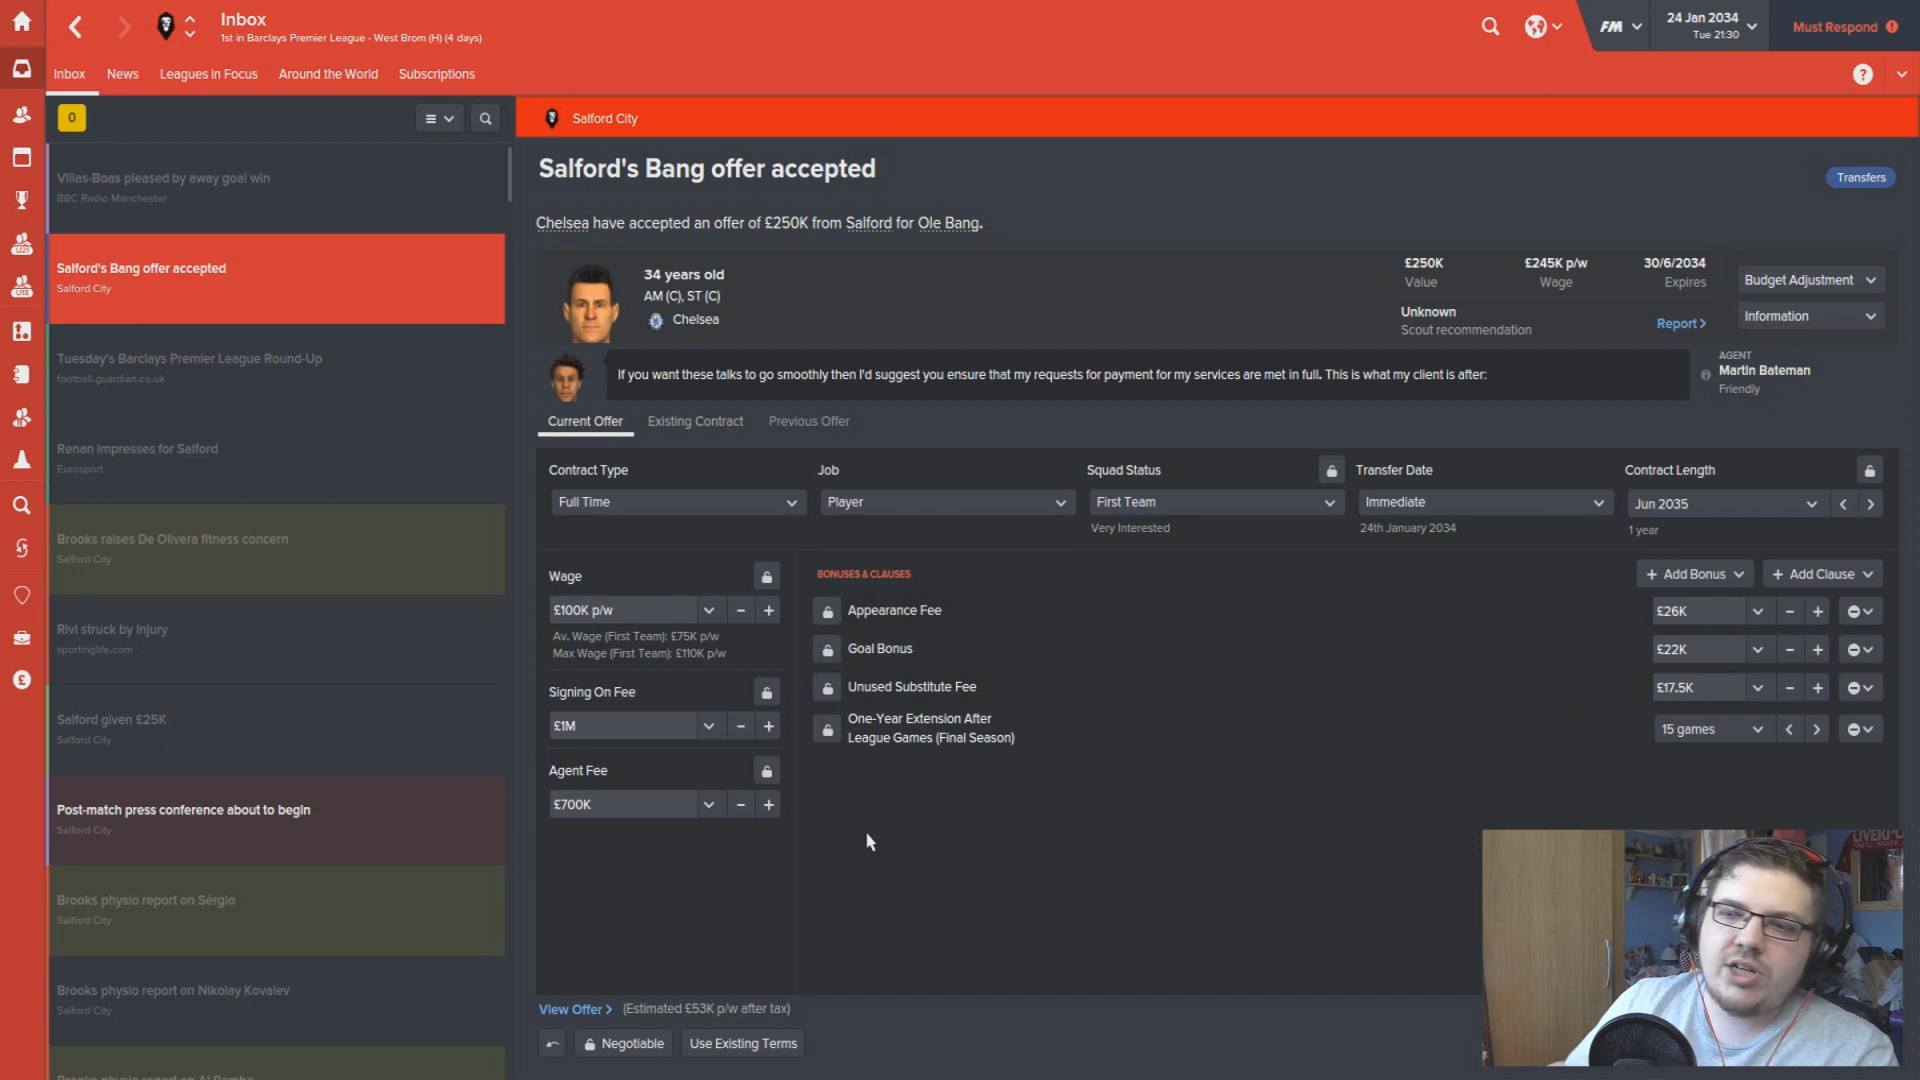 Inbox
1st in Barclays Premier League - West Brom (H) (4 days)
FM
24 Jan 2034
Tue 21:30
Must Respond
Inbox
News
Leagues in Focus
Around the World
Subscriptions
?
0
Villas-Boas pleased by away goal win
BBC Radio Manchester
Salford's Bang offer accepted
Salford City
Tuesday's Barclays Premier League Round-Up
football.guardian.co.uk
Renan impresses for Salford
Eurosport
Brooks raises De Olivera fitness concern
Salford City
Rivi struck by injury
sportinglife.com
Salford given £25K
Salford City
Post-match press conference about to begin
Salford City
Brooks physio report on Sérgio
Salford City
Brooks physio report on Nikolay Kovalev
Salford City
Salford City
Salford's Bang offer accepted
Transfers
Chelsea have accepted an offer of £250K from Salford for Ole Bang.
34 years old
AM (C), ST (C)
Chelsea
£250K
Value
£245K p/w
Wage
30/6/2034
Expires
Unknown
Scout recommendation
Report >
Budget Adjustment
Information
If you want these talks to go smoothly then I'd suggest you ensure that my requests for payment for my services are met in full. This is what my client is after:
AGENT
Martin Bateman
Friendly
Current Offer
Existing Contract
Previous Offer
Contract Type
Full Time
Job
Player
Squad Status
First Team
Very Interested
Transfer Date
Immediate
24th January 2034
Contract Length
Jun 2035
1 year
Wage
£100K p/w
Av. Wage (First Team): £75K p/w
Max Wage (First Team): £110K p/w
Signing On Fee
£1M
Agent Fee
£700K
BONUSES & CLAUSES
+ Add Bonus
+ Add Clause
Appearance Fee
£26K
Goal Bonus
£22K
Unused Substitute Fee
£17.5K
One-Year Extension After
League Games (Final Season)
15 games
View Offer > (Estimated £53K p/w after tax)
Negotiable
Use Existing Terms